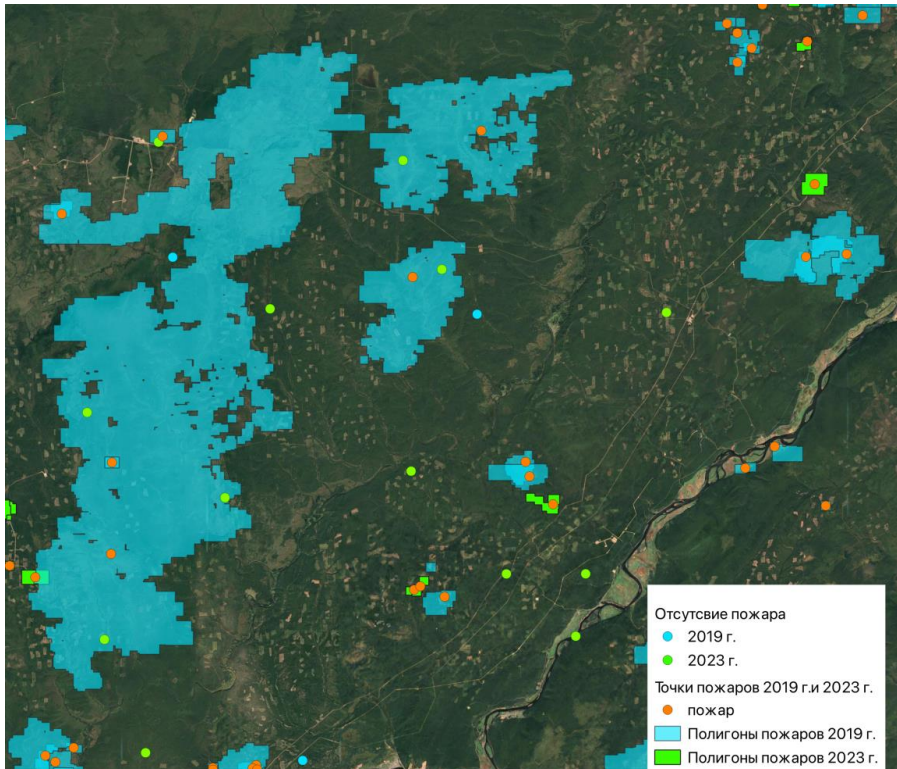 Отсутсвие пожара
2019 г.
2023 г.
Точки пожаров 2019 г.и 2023 г.
пожар
Полигоны пожаров 2019 г.
Полигоны пожаров 2023 г.